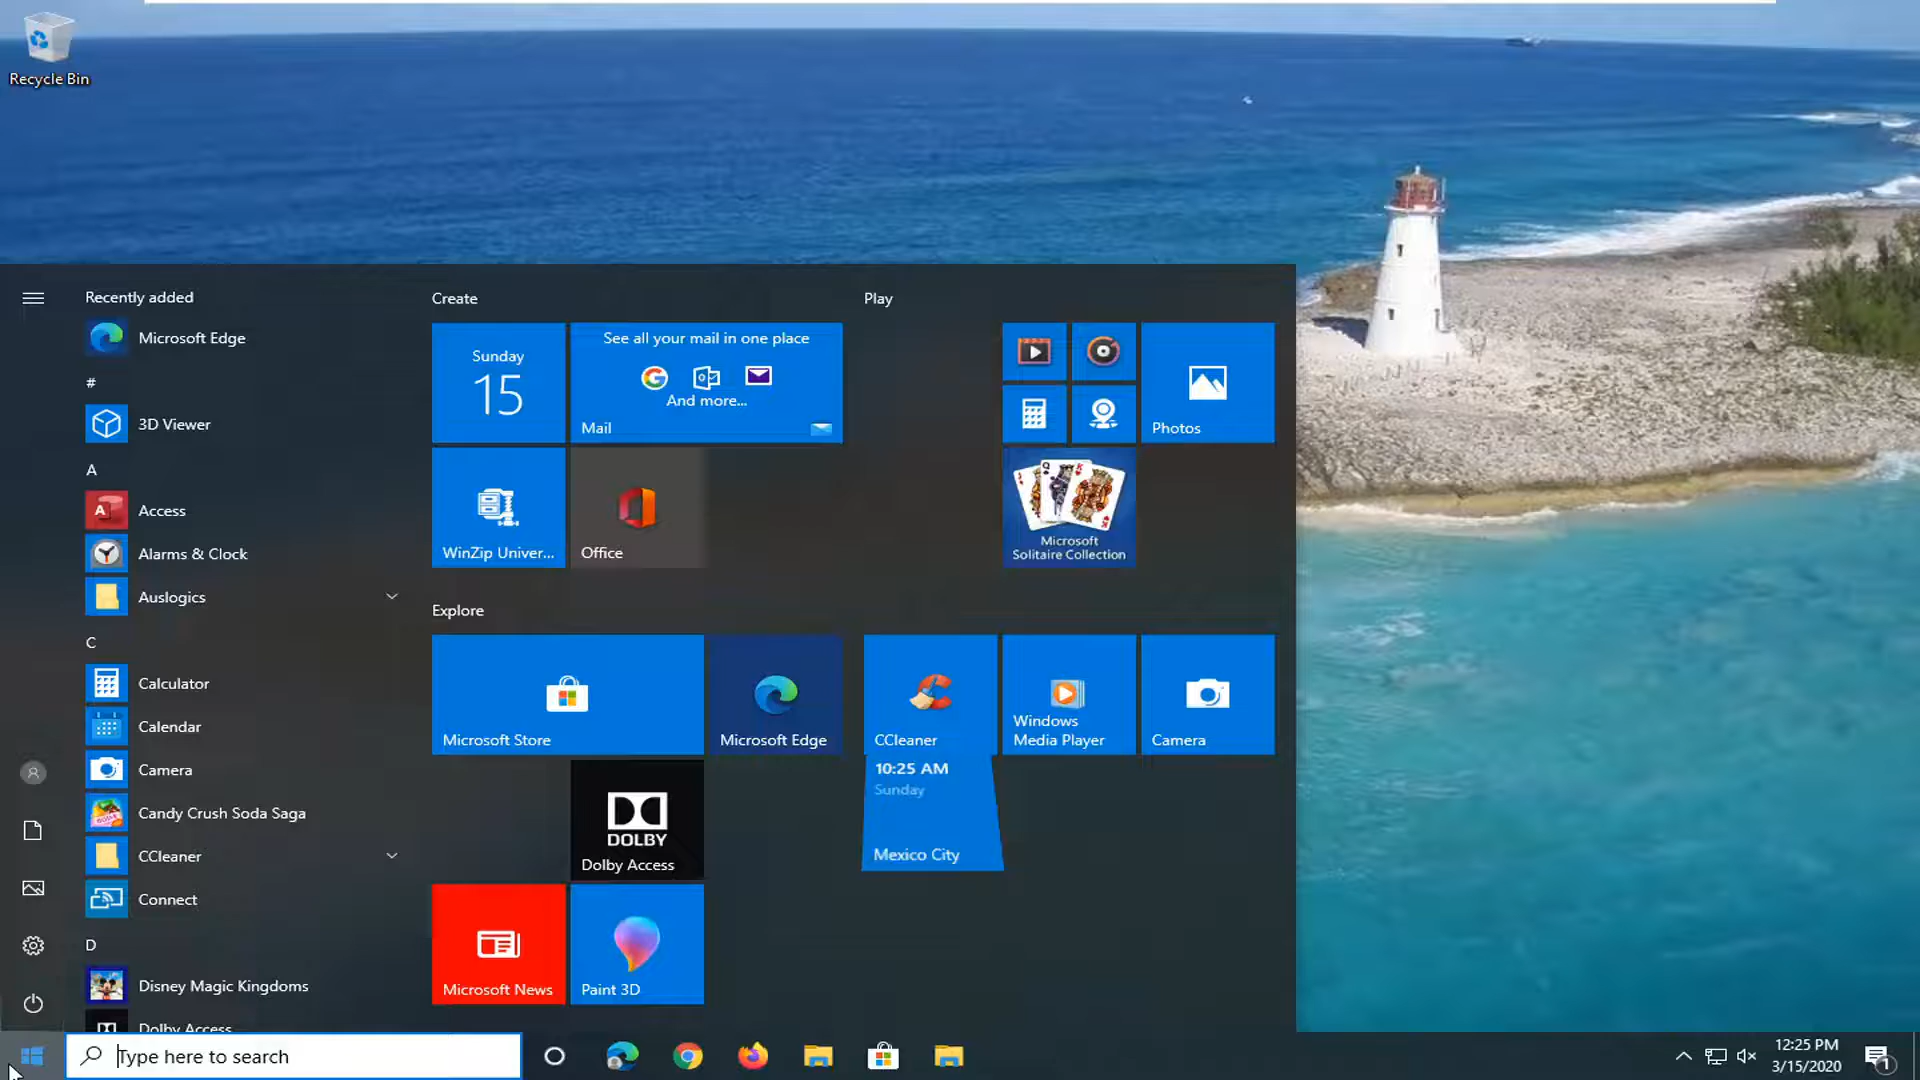 Recycle Bin
Recently added
Microsoft Edge
#
3D Viewer
A
Access
Alarms & Clock
Auslogics
C
Calculator
Calendar
Camera
Candy Crush Soda Saga
CCleaner
Connect
D
Disney Magic Kingdoms
Dolby Access
Create
Sunday
15
See all your mail in one place
And more...
Mail
WinZip Univer...
Office
Explore
Microsoft Store
Microsoft Edge
DOLBY
Dolby Access
Microsoft News
Paint 3D
Play
Photos
Microsoft
Solitaire Collection
CCleaner
Windows
Media Player
Camera
10:25 AM
Sunday
Mexico City
Type here to search
12:25 PM
3/15/2020
1